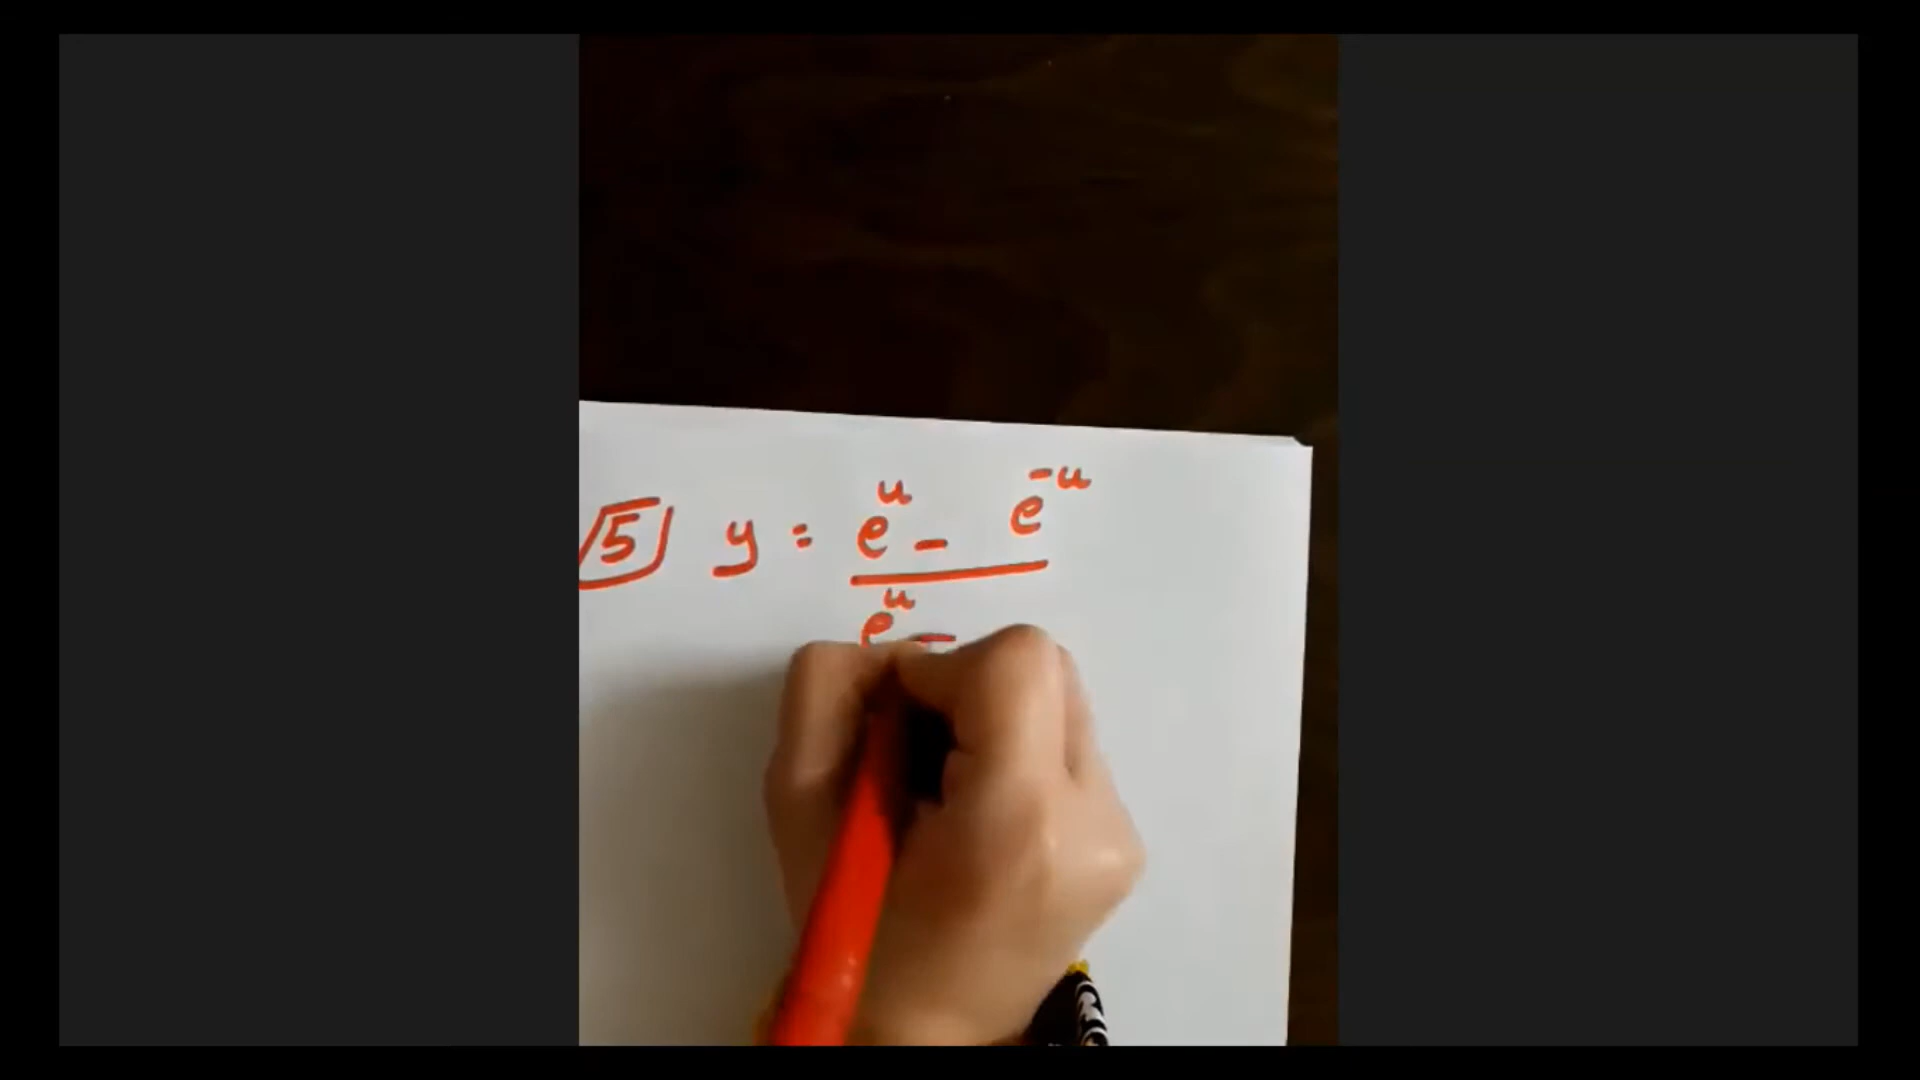 5 y = e^u - e^-u
e^u -